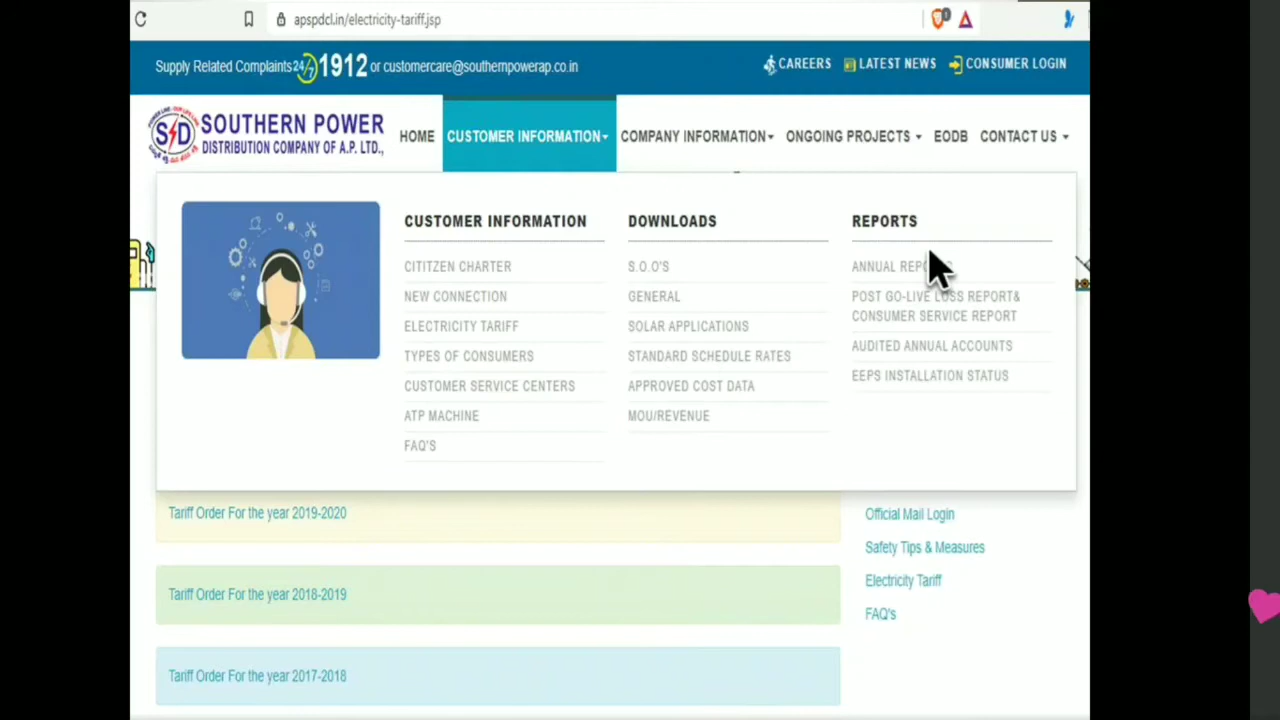 apspdcl.in/electricity-tariff.jsp
Supply Related Complaints 24/7 1912 or customercare@southernpowerap.co.in
CAREERS LATEST NEWS CONSUMER LOGIN
SOUTHERN POWER
DISTRIBUTION COMPANY OF A.P. LTD.,
HOME CUSTOMER INFORMATION COMPANY INFORMATION ONGOING PROJECTS EODB CONTACT US
CUSTOMER INFORMATION
CITITZEN CHARTER
NEW CONNECTION
ELECTRICITY TARIFF
TYPES OF CONSUMERS
CUSTOMER SERVICE CENTERS
ATP MACHINE
FAQ'S
DOWNLOADS
S.O.O'S
GENERAL
SOLAR APPLICATIONS
STANDARD SCHEDULE RATES
APPROVED COST DATA
MOU/REVENUE
REPORTS
ANNUAL
POST GO-LIVE LOSS REPORT&
CONSUMER SERVICE REPORT
AUDITED ANNUAL ACCOUNTS
EEPS INSTALLATION STATUS
Tariff Order For the year 2019-2020
Tariff Order For the year 2018-2019
Tariff Order For the year 2017-2018
Official Mail Login
Safety Tips & Measures
Electricity Tariff
FAQ's